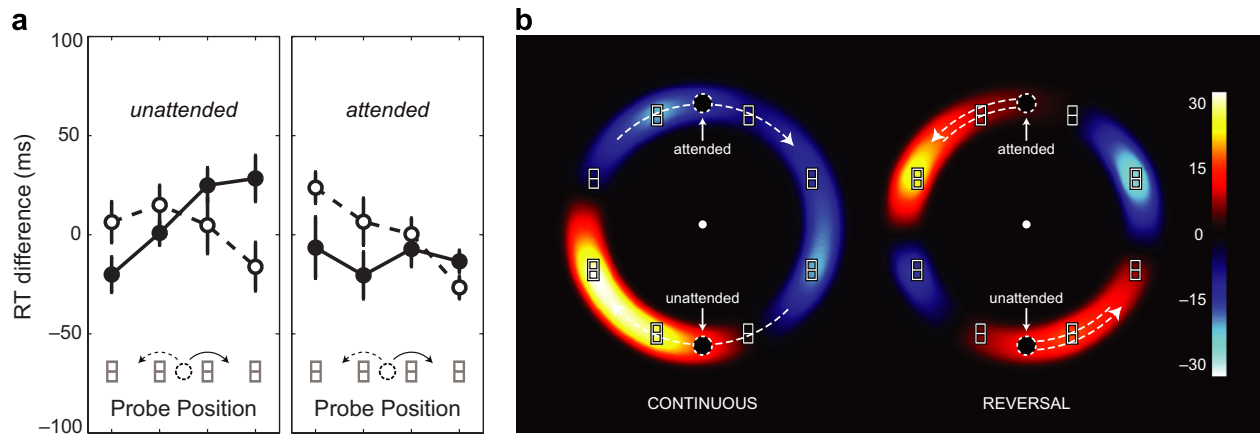 a
100
50
0
−50
−100
RT difference (ms)
unattended
attended
Probe Position
Probe Position
b
attended
unattended
CONTINUOUS
attended
unattended
REVERSAL
30
15
0
−15
−30